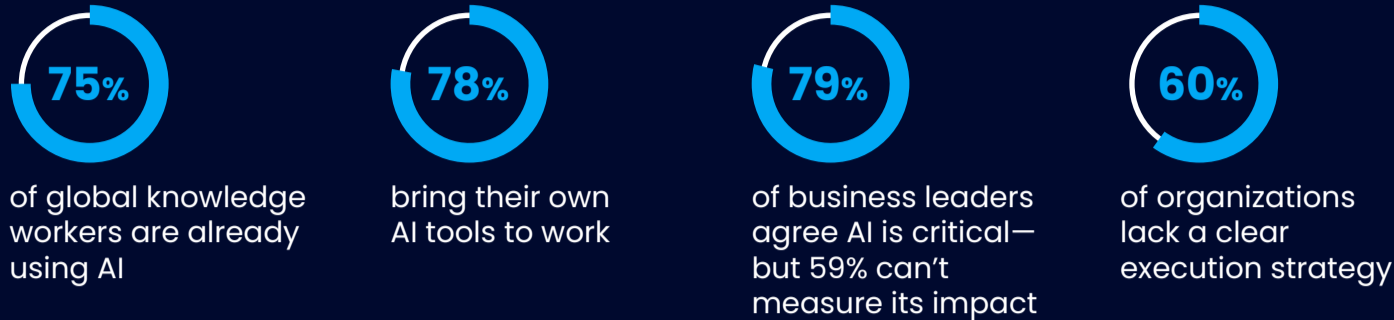 75%
of global knowledge
workers are already
using AI
78%
bring their own
AI tools to work
79%
of business leaders
agree AI is critical—
but 59% can't
measure its impact
60%
of organizations
lack a clear
execution strategy